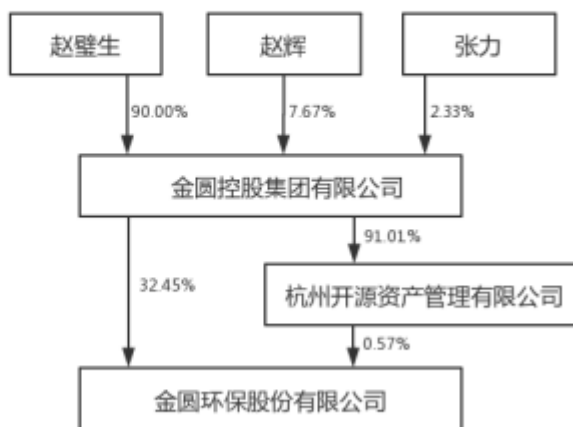 赵璧生
赵辉
张力
90.00%
7.67%
2.33%
金圆控股集团有限公司
91.01%
32.45%
杭州开源资产管理有限公司
0.57%
金圆环保股份有限公司